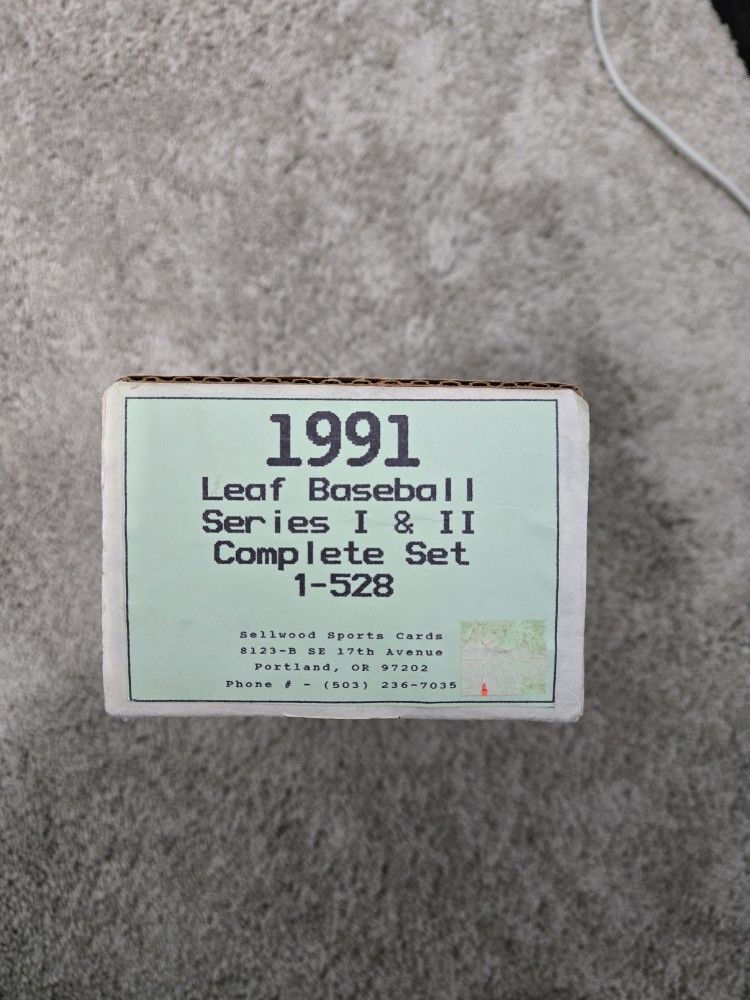 1991
Leaf Baseball
Series I & II
Complete Set
1-528
Sellwood Sports Cards
8123-B SE 17th Avenue
Portland, OR 97202
Phone # - (503) 236-7035